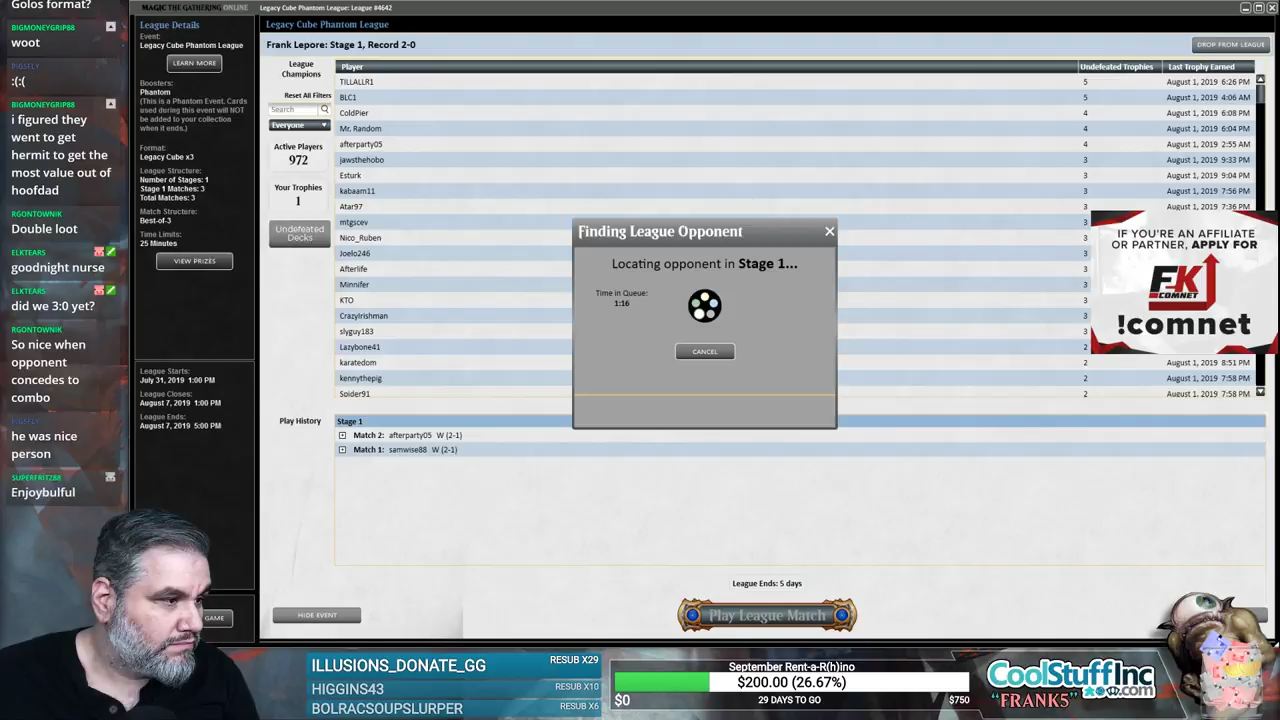 Golos format?
BIGMONEYGRIP88
woot
PIGSFLY
:(:(
BIGMONEYGRIP88
i figured they
went to get
hermit to get the
most value out of
hoofdad
RGONTOWNIK
Double loot
ELKTEARS
goodnight nurse
ELKTEARS
did we 3:0 yet?
RGONTOWNIK
So nice when
opponent
concedes to
combo
PIGSFLY
he was nice
person
SUPERFRITZ88
Enjoybulful
MAGIC THE GATHERING ONLINE
Legacy Cube Phantom League: League #4642
League Details
Event:
Legacy Cube Phantom League
LEARN MORE
Boosters:
Phantom
(This is a Phantom Event. Cards
used during this event will NOT
be added to your collection
when it ends.)
Format:
Legacy Cube x3
League Structure:
Number of Stages: 1
Stage 1 Matches: 3
Total Matches: 3
Match Structure:
Best-of-3
Time Limits:
25 Minutes
VIEW PRIZES
League Starts:
July 31, 2019 1:00 PM
League Closes:
August 7, 2019 1:00 PM
League Ends:
August 7, 2019 5:00 PM
GAME
Legacy Cube Phantom League
Frank Lepore: Stage 1, Record 2-0
DROP FROM LEAGUE
League
Champions
Reset All Filters
Search
Everyone
Active Players
972
Your Trophies
1
Undefeated
Decks
Player Undefeated Trophies Last Trophy Earned
TILLALLR1 5 August 1, 2019 6:26 PM
BLC1 5 August 1, 2019 4:06 AM
ColdPier 4 August 1, 2019 6:08 PM
Mr. Random 4 August 1, 2019 6:04 PM
afterparty05 4 August 1, 2019 2:55 AM
jawsthehobo 3 August 1, 2019 9:33 PM
Esturk 3 August 1, 2019 9:04 PM
kabaam11 3 August 1, 2019 7:56 PM
Atar97 3 August 1, 2019 7:36 PM
mtgscev 3
Nico_Ruben 3
Joelo246 3
Afterlife 3
Minnifer 3
KTO 3
CrazyIrishman 3
slyguy183 3
Lazybone41 2
karatedom 2 August 1, 2019 8:51 PM
kennythepig 2 August 1, 2019 7:58 PM
Spider91 2 August 1, 2019 7:58 PM
Finding League Opponent
Locating opponent in Stage 1...
Time in Queue:
1:16
CANCEL
IF YOU'RE AN AFFILIATE
OR PARTNER, APPLY FOR
FK
COMNET
!comnet
Play History
Stage 1
Match 2: afterparty05 W (2-1)
Match 1: samwise88 W (2-1)
League Ends: 5 days
HIDE EVENT
Play League Match
ILLUSIONS_DONATE_GG RESUB X29
HIGGINS43 RESUB X10
BOLRACSOUPSLURPER RESUB X6
September Rent-a-R(h)ino
$200.00 (26.67%)
$0 29 DAYS TO GO $750
CoolStuffInc
.com
"FRANKS"